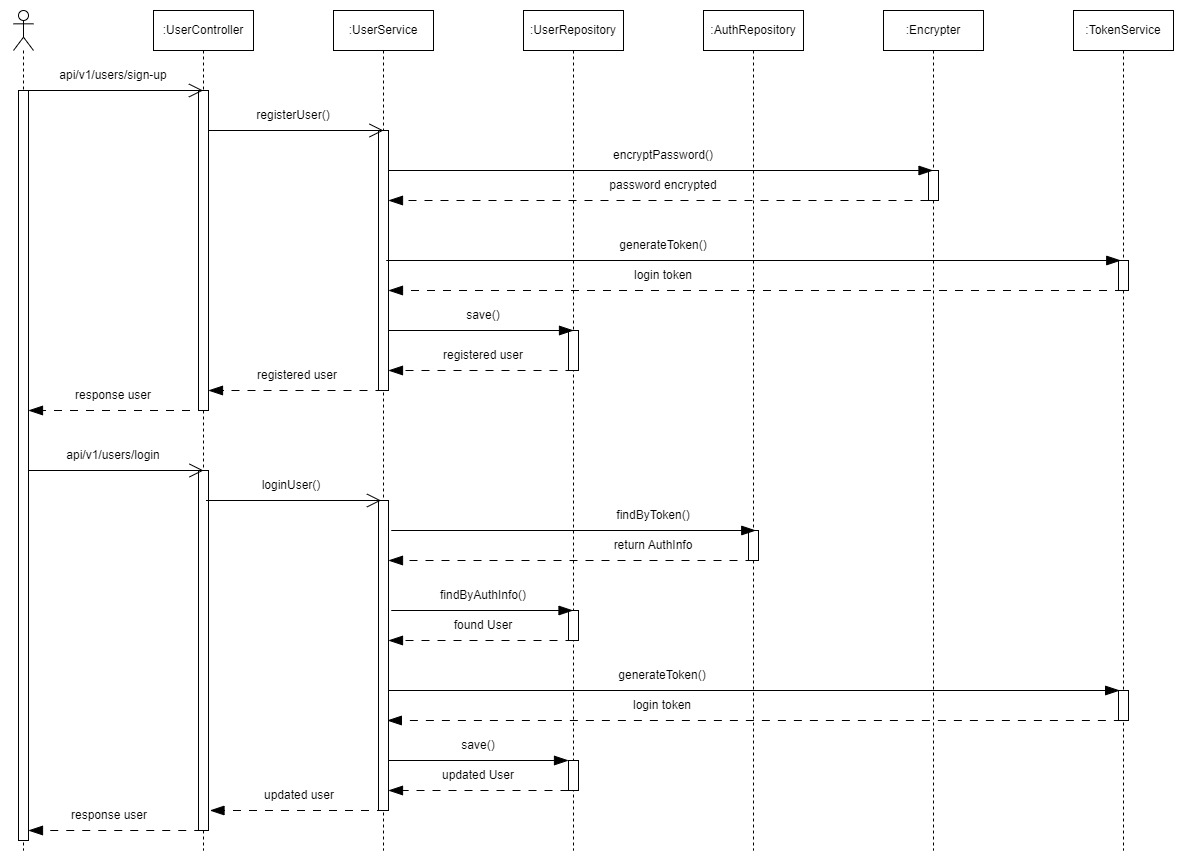 :UserController
:UserService
:UserRepository
:AuthRepository
:Encrypter
:TokenService
api/v1/users/sign-up
registerUser()
encryptPassword()
password encrypted
generateToken()
login token
save()
registered user
registered user
response user
api/v1/users/login
loginUser()
findByToken()
return AuthInfo
findByAuthInfo()
found User
generateToken()
login token
save()
updated User
updated user
response user